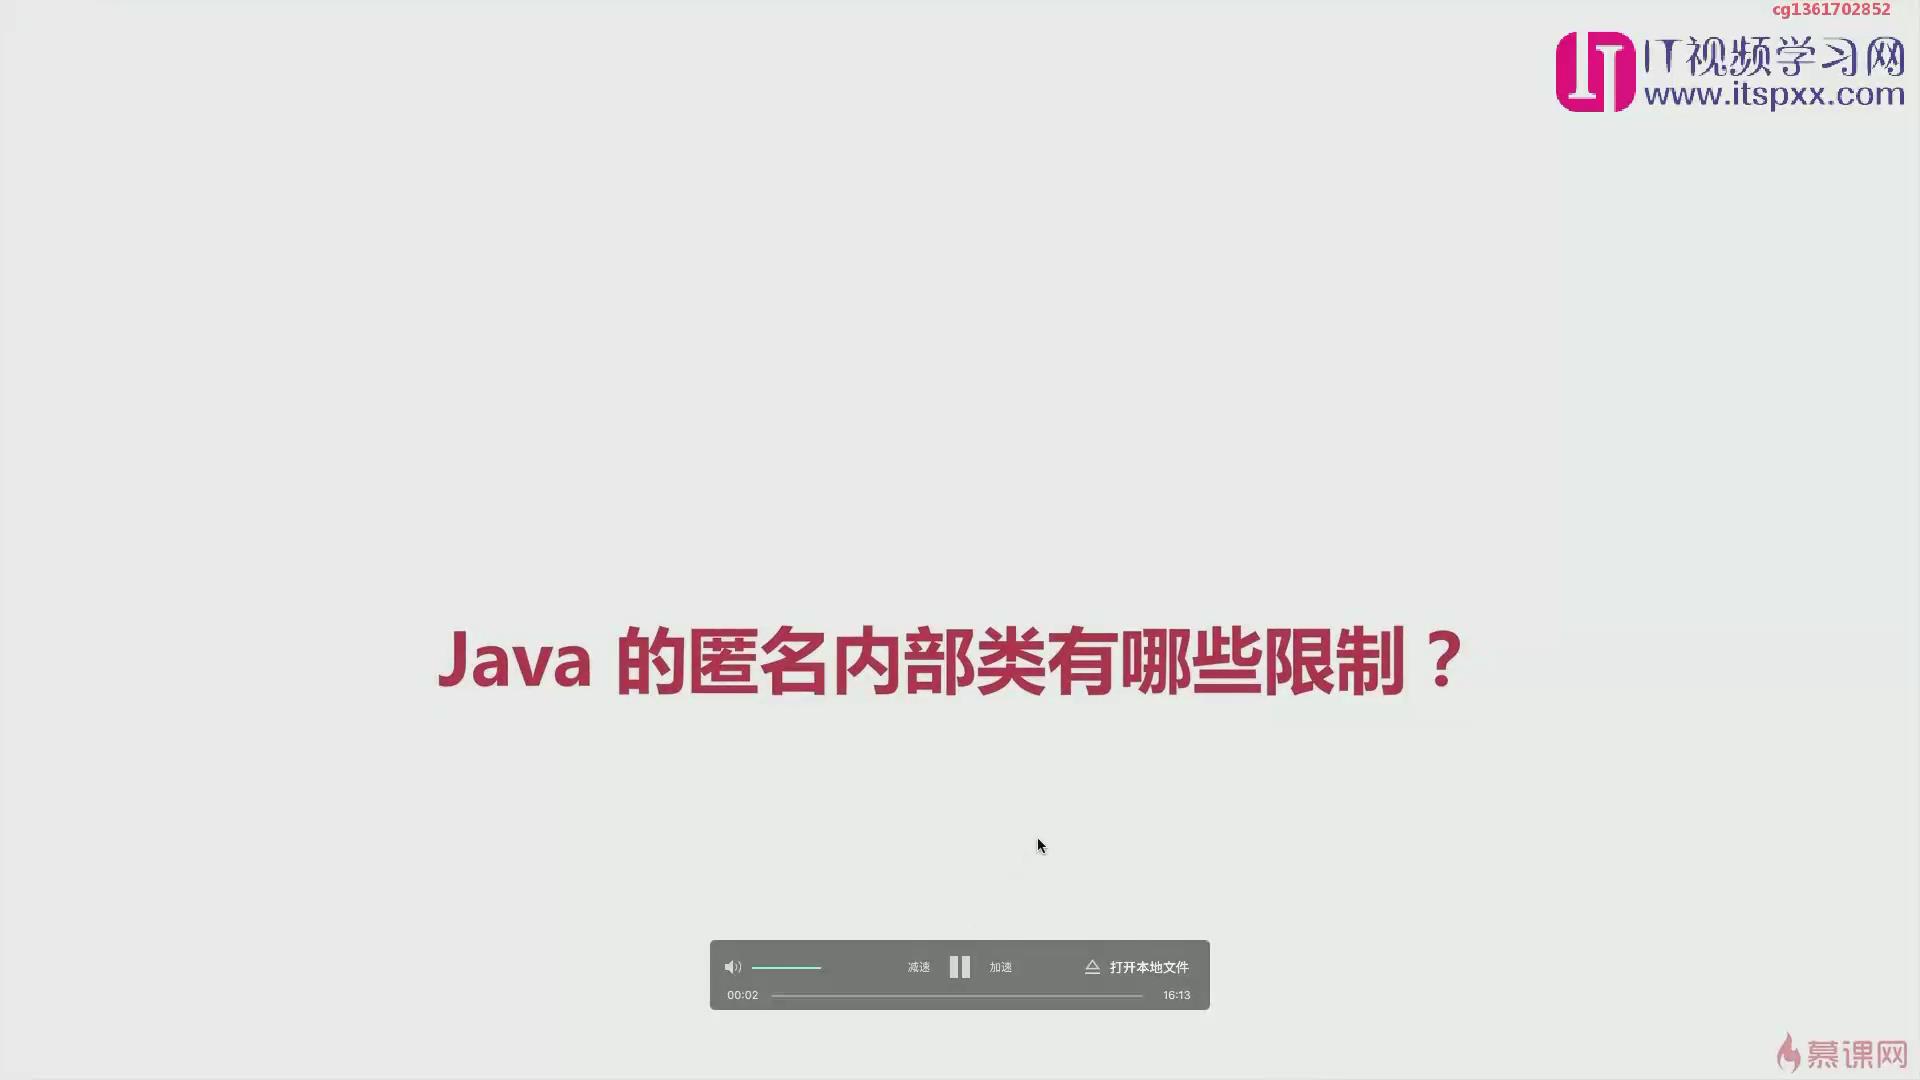 cg1361702852
IT视频学习网
www.itspxx.com
Java 的匿名内部类有哪些限制？
减速
加速
打开本地文件
00:02
16:13
慕课网